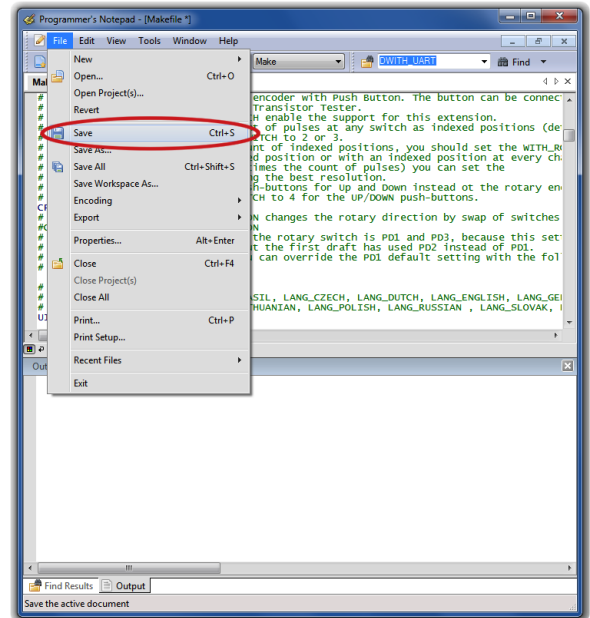 Programmer's Notepad - [Makefile *]
File Edit View Tools Window Help
Make DWITH_UART Find
New
Open... Ctrl+O
Open Project(s)...
Revert
Save Ctrl+S
Save As...
Save All Ctrl+Shift+S
Save Workspace As...
Encoding
Export
Properties... Alt+Enter
Close Ctrl+F4
Close Project(s)
Close All
Print... Ctrl+P
Print Setup...
Recent Files
Exit
encoder with Push Button. The button can be connec
Transistor Tester.
H enable the support for this extension.
of pulses at any switch as indexed positions (de
ITCH to 2 or 3.
nt of indexed positions, you should set the WITH_R
d position or with an indexed position at every ch
times the count of pulses) you can set the
g the best resolution.
h-buttons for Up and Down instead ot the rotary en
CH to 4 for the UP/DOWN push-buttons.
N changes the rotary direction by swap of switches
N
the rotary switch is PD1 and PD3, because this set
t the first draft has used PD2 instead of PD1.
can override the PD1 default setting with the fol
SIL, LANG_CZECH, LANG_DUTCH, LANG_ENGLISH, LANG_GE
HUANIAN, LANG_POLISH, LANG_RUSSIAN , LANG_SLOVAK,
Out
Find Results Output
Save the active document